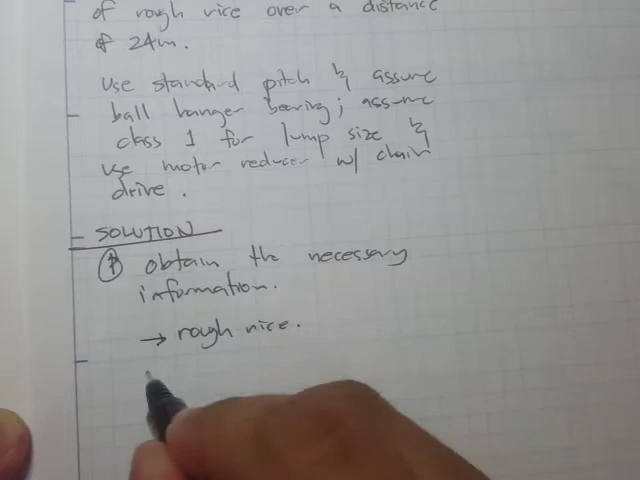 of rough rice over a distance
of 24m.
Use standard pitch & assume
ball hanger bearing; assume
class 1 for lump size &
use motor reducer w/ chain
drive.
SOLUTION
① obtain the necessary
information.
→ rough rice.